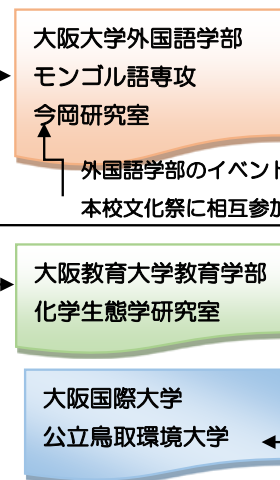 大阪大学外国語学部
モンゴル語専攻
今岡研究室
外国語学部のイベント
本校文化祭に相互参加
大阪教育大学教育学部
化学生態学研究室
大阪国際大学
公立鳥取環境大学